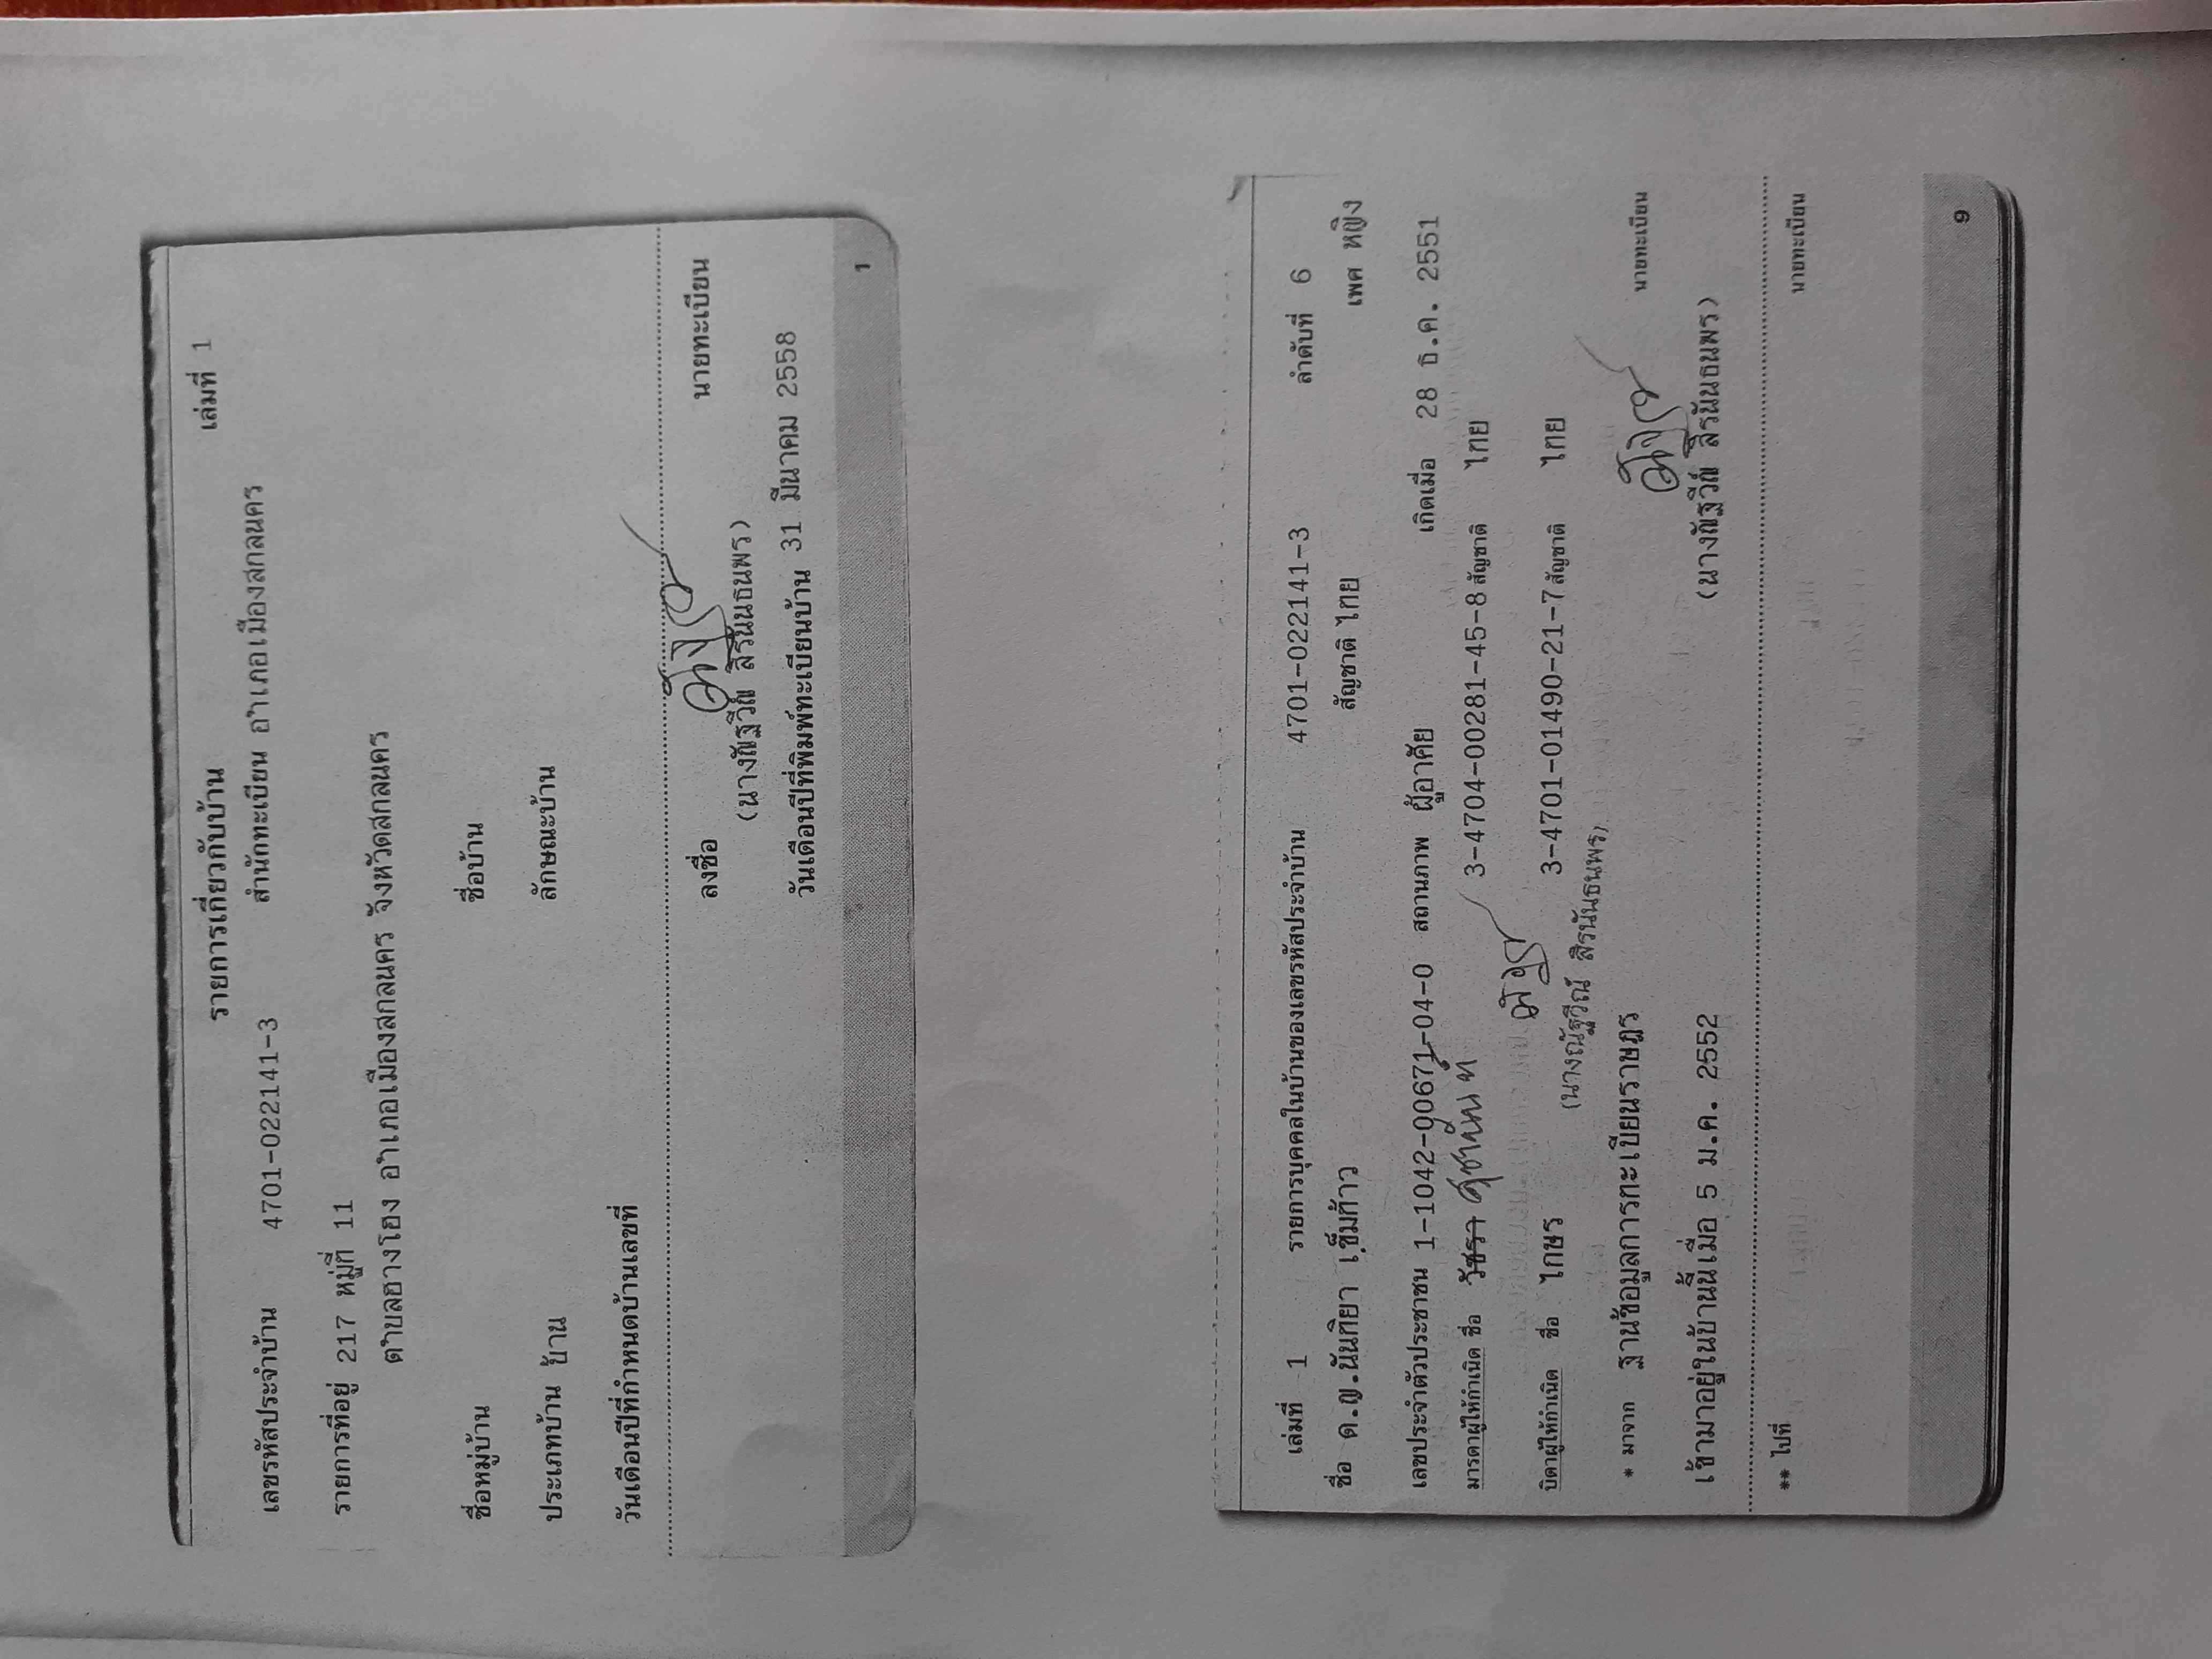 รายการเกี่ยวกับบ้าน เล่มที่ 1
เลขรหัสประจำบ้าน 4701-022141-3 สำนักทะเบียน อำเภอเมืองสกลนคร
รายการที่อยู่ 217 หมู่ที่ 11
ตำบลฮางโฮง อำเภอเมืองสกลนคร จังหวัดสกลนคร
ชื่อหมู่บ้าน ชื่อบ้าน
ประเภทบ้าน บ้าน ลักษณะบ้าน
วันเดือนปีที่กำหนดบ้านเลขที่
ลงชื่อ นายทะเบียน
(นางณัฐวีณ์ สิรนันธนพร)
วันเดือนปีที่พิมพ์ทะเบียนบ้าน 31 มีนาคม 2558
1
เล่มที่ 1 รายการบุคคลในบ้านของเลขรหัสประจำบ้าน 4701-022141-3 ลำดับที่ 6
ชื่อ ด.ญ.นันทิยา เข็มก้าว สัญชาติ ไทย เพศ หญิง
เลขประจำตัวประชาชน 1-1042-00671-04-0 สถานภาพ ผู้อาศัย เกิดเมื่อ 28 ธ.ค. 2551
มารดาผู้ให้กำเนิด ชื่อ วัชรา 3-4704-00281-45-8 สัญชาติ ไทย
บิดาผู้ให้กำเนิด ชื่อ ไกษร 3-4701-01490-21-7 สัญชาติ ไทย
(นางณัฐวีณ์ สิรนันธนพร)
* มาจาก ฐานข้อมูลการทะเบียนราษฎร นายทะเบียน
เข้ามาอยู่ในบ้านนี้เมื่อ 5 ม.ค. 2552 (นางณัฐวีณ์ สิรนันธนพร)
** ไปที่ นายทะเบียน
9